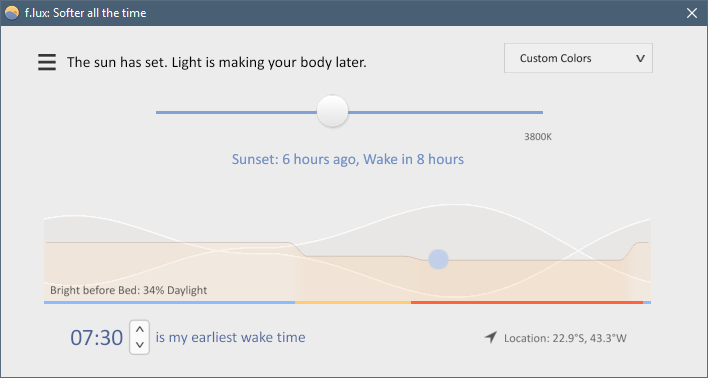 f.lux: Softer all the time
The sun has set. Light is making your body later.
Custom Colors
3800K
Sunset: 6 hours ago, Wake in 8 hours
Bright before Bed: 34% Daylight
07:30 is my earliest wake time
Location: 22.9°S, 43.3°W